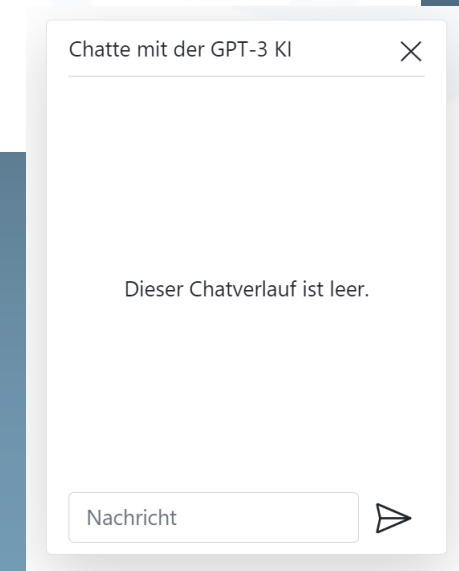 Chatte mit der GPT-3 KI
Dieser Chatverlauf ist leer.
Nachricht